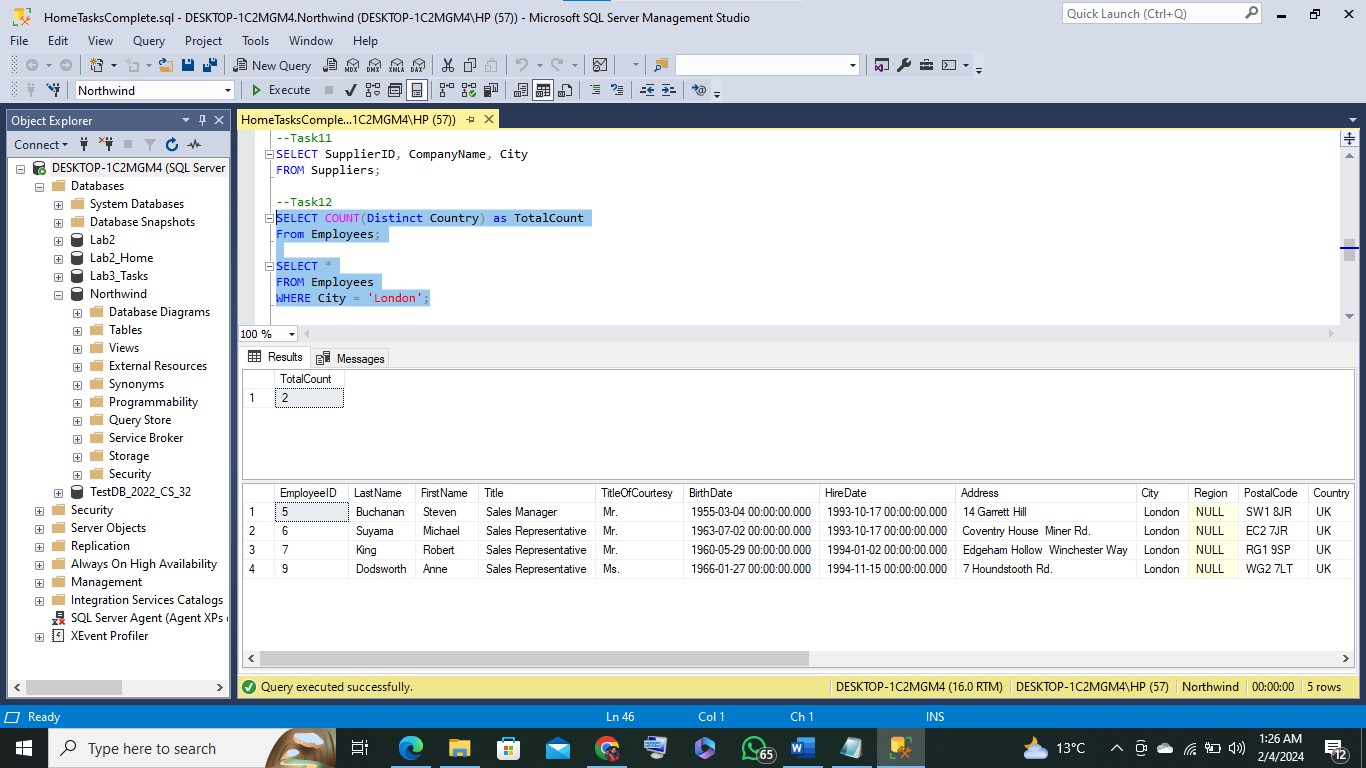 HomeTasksComplete.sql - DESKTOP-1C2MGM4.Northwind (DESKTOP-1C2MGM4\HP (57)) - Microsoft SQL Server Management Studio
Quick Launch (Ctrl+Q)
File Edit View Query Project Tools Window Help
New Query MDX DMX XMLA DAX
Northwind Execute
Object Explorer
Connect
DESKTOP-1C2MGM4 (SQL Server
Databases
System Databases
Database Snapshots
Lab2
Lab2_Home
Lab3_Tasks
Northwind
Database Diagrams
Tables
Views
External Resources
Synonyms
Programmability
Query Store
Service Broker
Storage
Security
TestDB_2022_CS_32
Security
Server Objects
Replication
Always On High Availability
Management
Integration Services Catalogs
SQL Server Agent (Agent XPs
XEvent Profiler
HomeTasksComple...1C2MGM4\HP (57))
--Task11
SELECT SupplierID, CompanyName, City
FROM Suppliers;
--Task12
SELECT COUNT(Distinct Country) as TotalCount
From Employees;
SELECT *
FROM Employees
WHERE City = 'London';
100 %
Results Messages
TotalCount
1 2
EmployeeID LastName FirstName Title TitleOfCourtesy BirthDate HireDate Address City Region PostalCode Country
1 5 Buchanan Steven Sales Manager Mr. 1955-03-04 00:00:00.000 1993-10-17 00:00:00.000 14 Garrett Hill London NULL SW1 8JR UK
2 6 Suyama Michael Sales Representative Mr. 1963-07-02 00:00:00.000 1993-10-17 00:00:00.000 Coventry House Miner Rd. London NULL EC2 7JR UK
3 7 King Robert Sales Representative Mr. 1960-05-29 00:00:00.000 1994-01-02 00:00:00.000 Edgeham Hollow Winchester Way London NULL RG1 9SP UK
4 9 Dodsworth Anne Sales Representative Ms. 1966-01-27 00:00:00.000 1994-11-15 00:00:00.000 7 Houndstooth Rd. London NULL WG2 7LT UK
Query executed successfully. DESKTOP-1C2MGM4 (16.0 RTM) DESKTOP-1C2MGM4\HP (57) Northwind 00:00:00 5 rows
Ready Ln 46 Col 1 Ch 1 INS
Type here to search 65 13°C 1:26 AM
2/4/2024 12